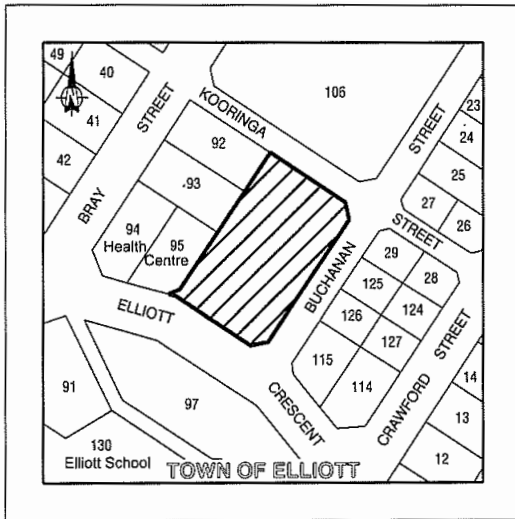 49
40
41
42
STREET
BRAY
KOORINGA
106
92
.93
94
Health
95
Centre
STREET
23
24
25
27
26
STREET
BUCHANAN
29
28
125
124
126
127
115
114
ELLIOTT
CRESCENT
CRAWFORD
STREET
14
13
12
91
97
130
Elliott School
TOWN OF ELLIOTT